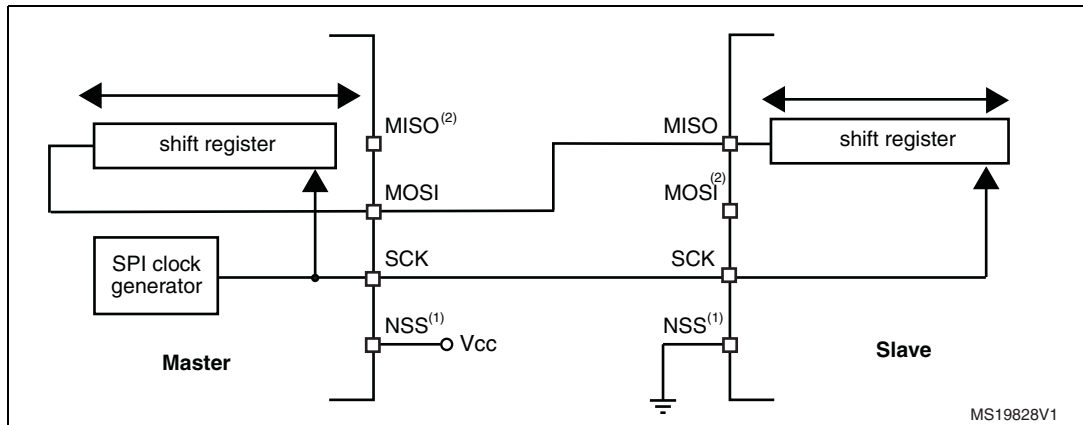 shift register
MISO(2)
MISO
shift register
MOSI
MOSI(2)
SPI clock
generator
SCK
SCK
NSS(1)
Vcc
NSS(1)
Master
Slave
MS19828V1